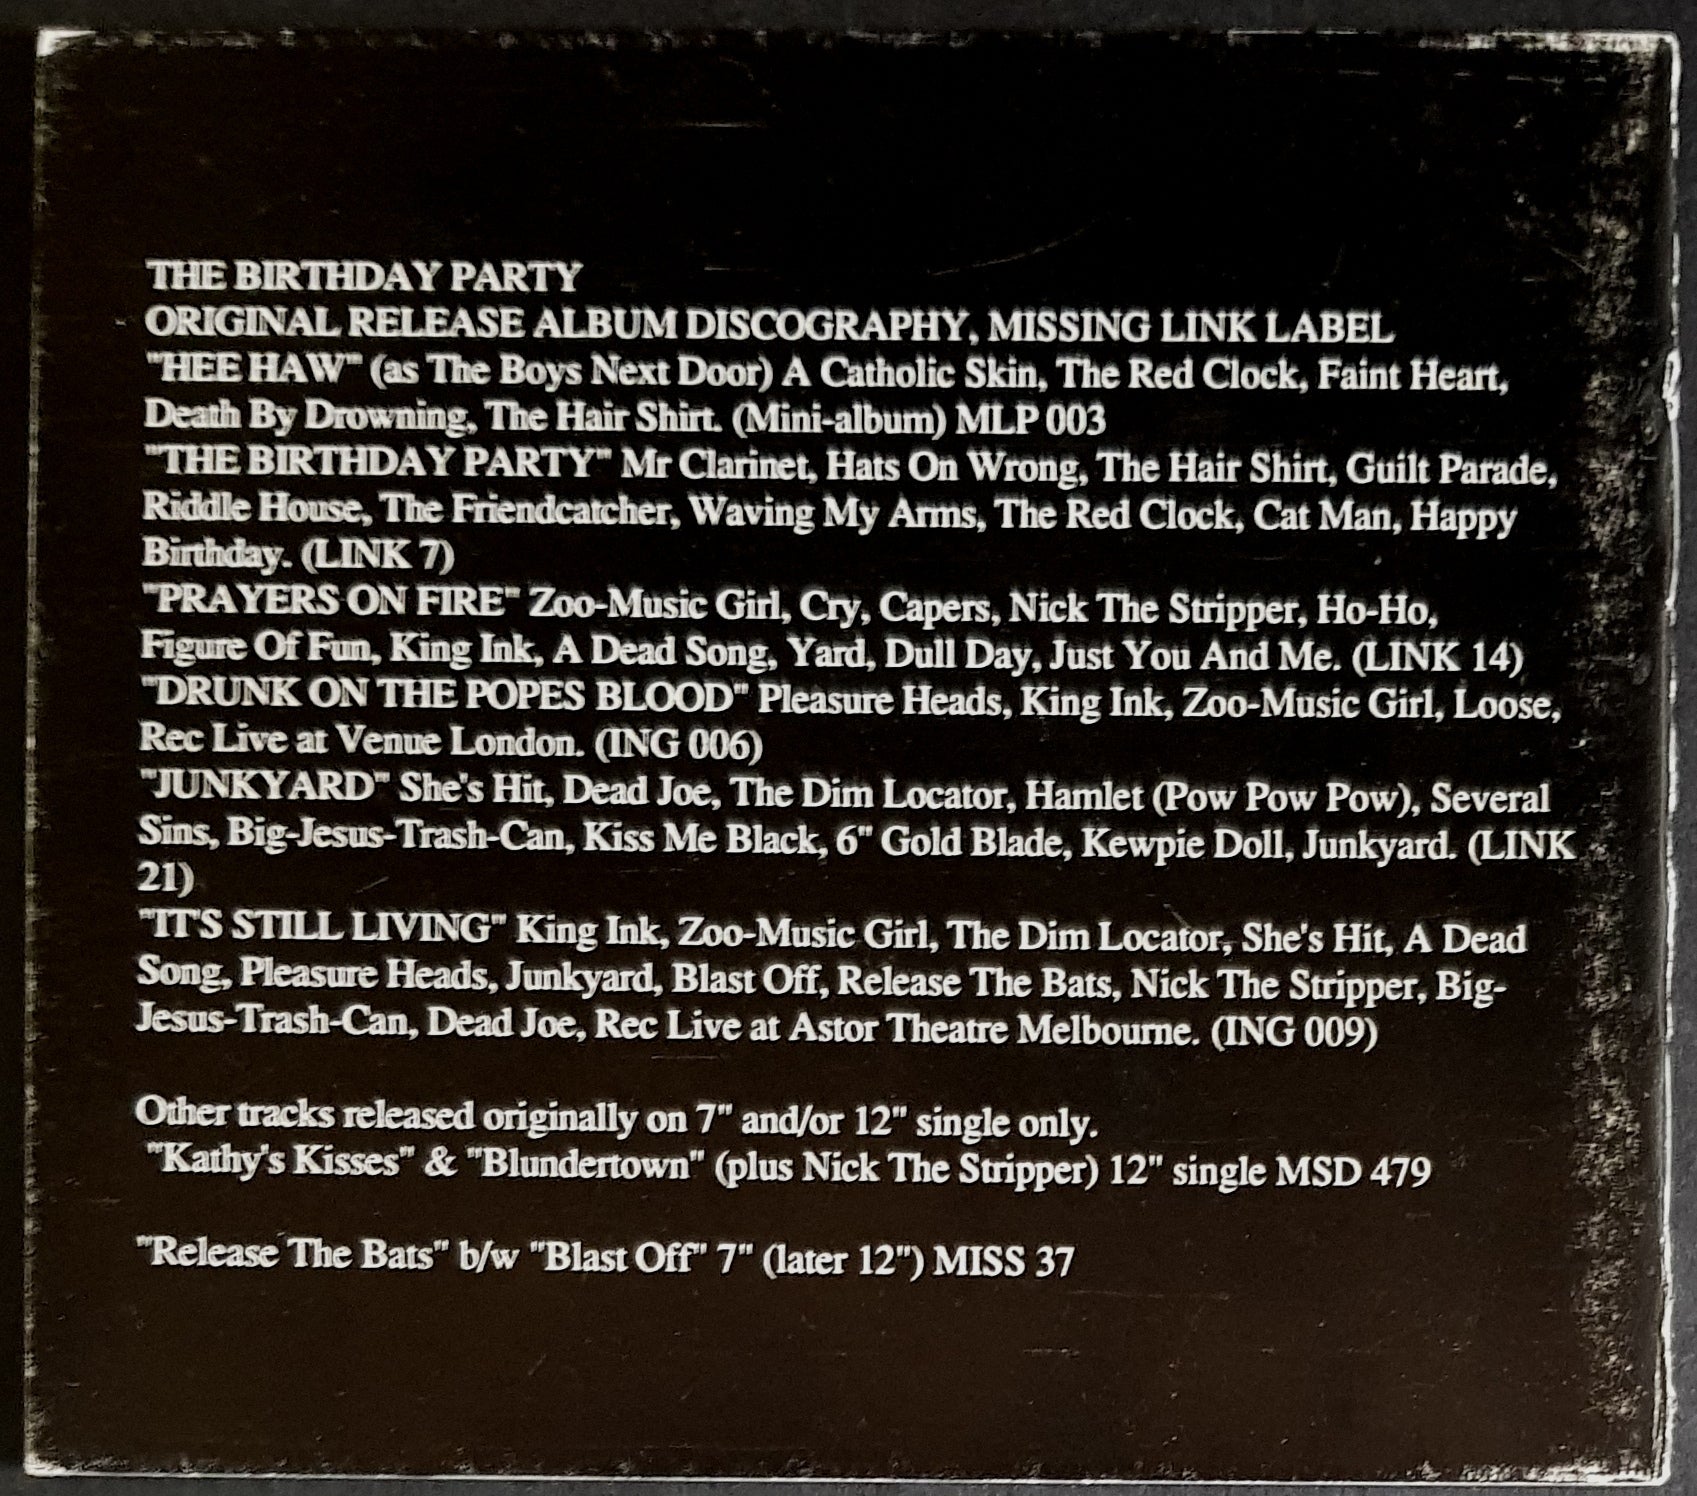 THE BIRTHDAY PARTY
ORIGINAL RELEASE ALBUM DISCOGRAPHY, MISSING LINK LABEL
"HEE HAW" (as The Boys Next Door) A Catholic Skin, The Red Clock, Faint Heart,
Death By Drowning, The Hair Shirt. (Mini-album) MLP 003
"THE BIRTHDAY PARTY" Mr Clarinet, Hats On Wrong, The Hair Shirt, Guilt Parade,
Riddle House, The Friendcatcher, Waving My Arms, The Red Clock, Cat Man, Happy
Birthday. (LINK 7)
"PRAYERS ON FIRE" Zoo-Music Girl, Cry, Capers, Nick The Stripper, Ho-Ho,
Figure Of Fun, King Ink, A Dead Song, Yard, Dull Day, Just You And Me. (LINK 14)
"DRUNK ON THE POPES BLOOD" Pleasure Heads, King Ink, Zoo-Music Girl, Loose,
Rec Live at Venue London. (ING 006)
"JUNKYARD" She's Hit, Dead Joe, The Dim Locator, Hamlet (Pow Pow Pow), Several
Sins, Big-Jesus-Trash-Can, Kiss Me Black, 6" Gold Blade, Kewpie Doll, Junkyard. (LINK
21)
"IT'S STILL LIVING" King Ink, Zoo-Music Girl, The Dim Locator, She's Hit, A Dead
Song, Pleasure Heads, Junkyard, Blast Off, Release The Bats, Nick The Stripper, Big-
Jesus-Trash-Can, Dead Joe, Rec Live at Astor Theatre Melbourne. (ING 009)
Other tracks released originally on 7" and/or 12" single only.
"Kathy's Kisses" & "Blundertown" (plus Nick The Stripper) 12" single MSD 479
"Release The Bats" b/w "Blast Off" 7" (later 12") MISS 37